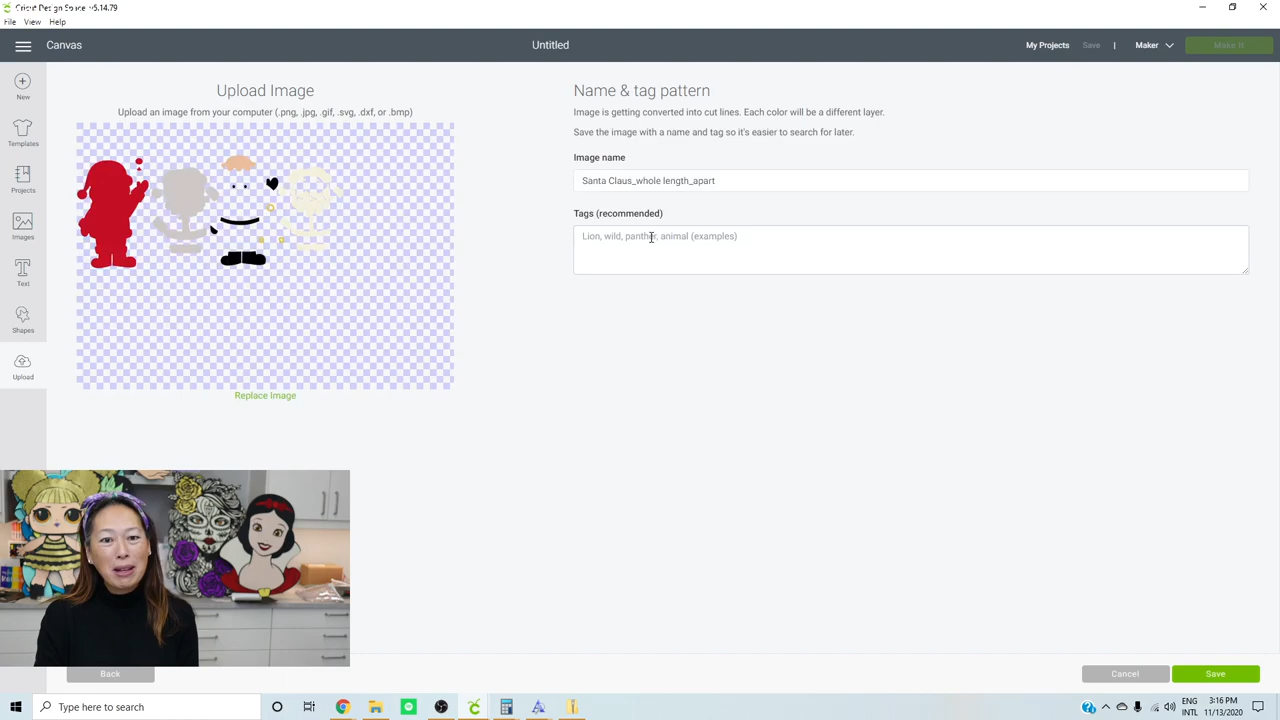 Cricut Design Space v6.14.79
File View Help
Canvas
Untitled
My Projects Save | Maker Make It
New
Templates
Projects
Images
Text
Shapes
Upload
Upload Image
Upload an image from your computer (.png, .jpg, .gif, .svg, .dxf, or .bmp)
Replace Image
Name & tag pattern
Image is getting converted into cut lines. Each color will be a different layer.
Save the image with a name and tag so it's easier to search for later.
Image name
Santa Claus_whole length_apart
Tags (recommended)
Lion, wild, panther, animal (examples)
Back
Cancel Save
Type here to search
ENG
INTL
3:16 PM
11/13/2020